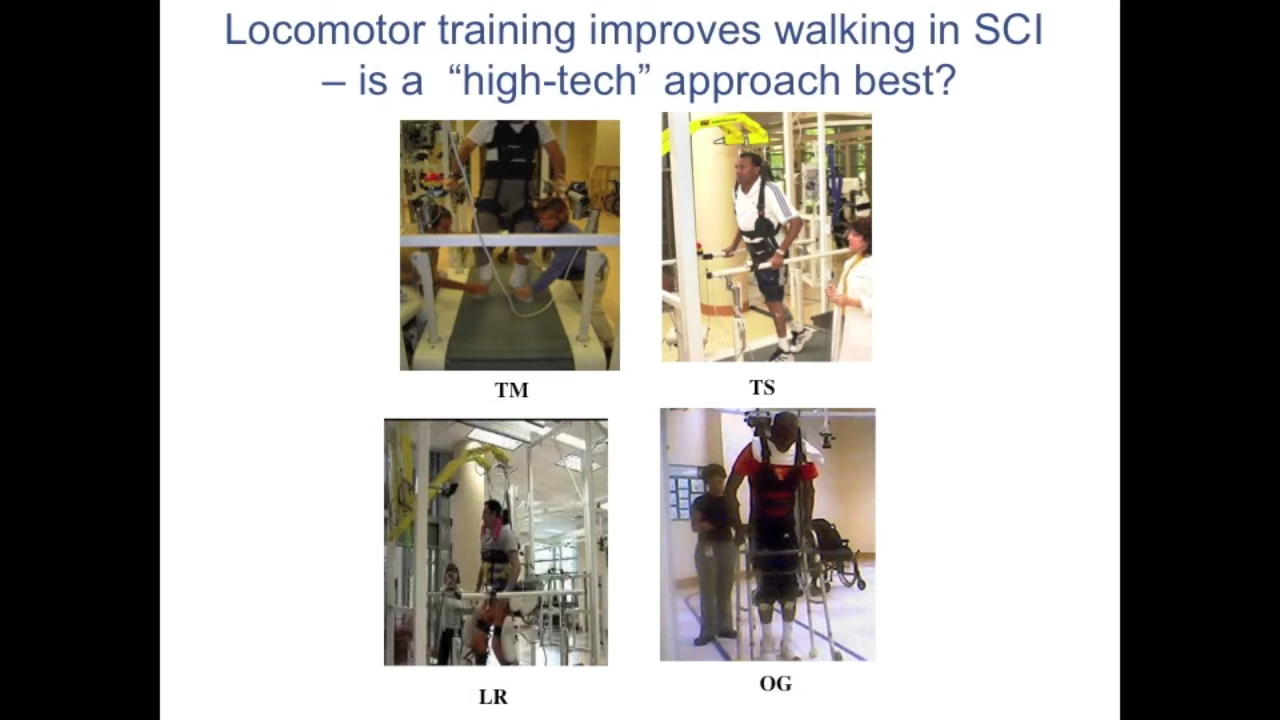 Locomotor training improves walking in SCI
– is a “high-tech” approach best?
TM
TS
LR
OG